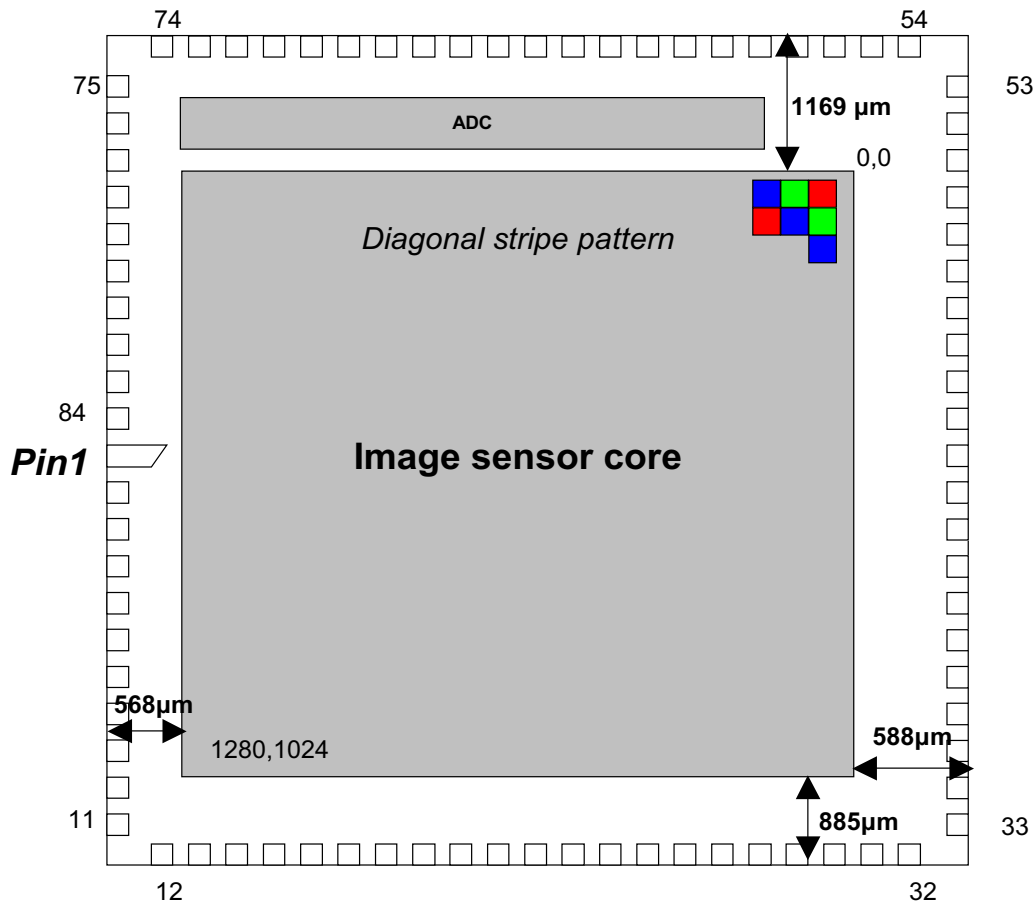 74
54
75
53
1169 µm
ADC
0,0
Diagonal stripe pattern
84
Pin1
Image sensor core
568µm
588µm
1280,1024
11
885µm
33
12
32